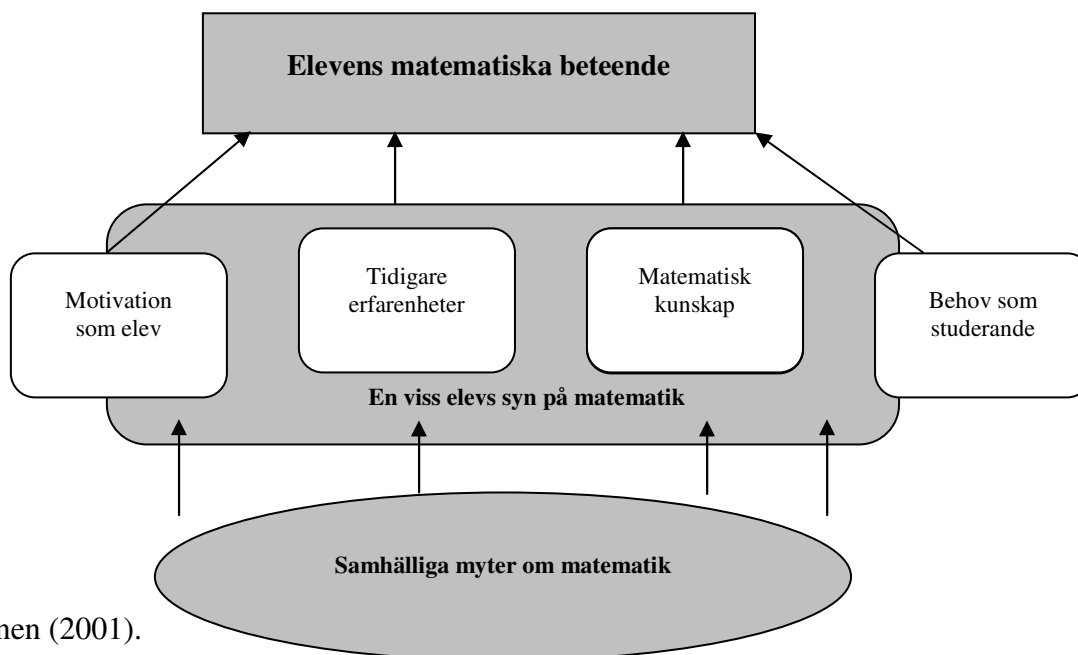 Elevens matematiska beteende
Motivation
som elev
Tidigare
erfarenheter
Matematisk
kunskap
Behov som
studerande
En viss elevs syn på matematik
Samhälliga myter om matematik
nen (2001).